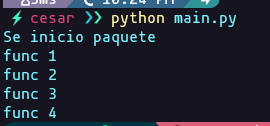 cesar ❯❯ python main.py
Se inicio paquete
func 1
func 2
func 3
func 4